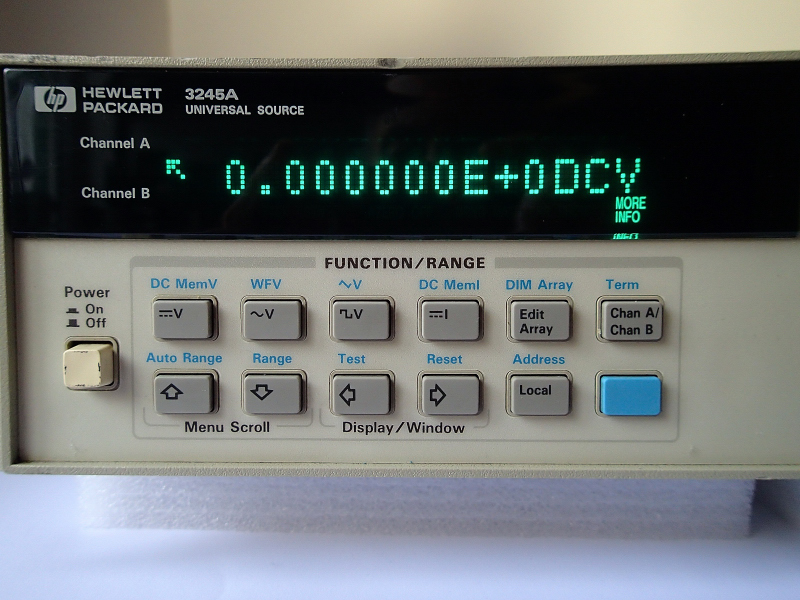 hp HEWLETT PACKARD 3245A UNIVERSAL SOURCE
Channel A
0.000000E+0DCV
Channel B
MORE INFO
INFO
FUNCTION/RANGE
Power
On
Off
DC MemV WFV ∿V DC MemI DIM Array Term
⎓V ∼V ⊓⊔V ⎓I Edit Array Chan A/ Chan B
Auto Range Range Test Reset Address
Local
Menu Scroll Display/Window